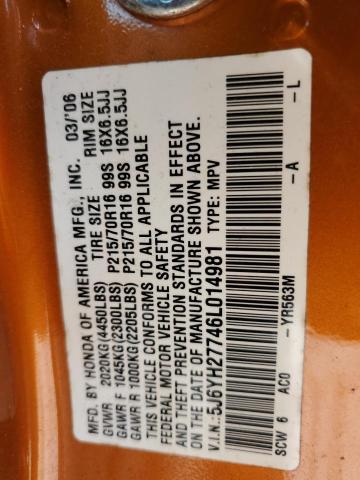 MFD. BY HONDA OF AMERICA MFG., INC. 03/'06
TIRE SIZE RIM SIZE
GVWR 2020KG(4450LBS)
GAWR F 1045KG(2300LBS) P215/70R16 99S 16X6.5JJ
GAWR R 1000KG(2205LBS) P215/70R16 99S 16X6.5JJ
THIS VEHICLE CONFORMS TO ALL APPLICABLE
FEDERAL MOTOR VEHICLE SAFETY
AND THEFT PREVENTION STANDARDS IN EFFECT
ON THE DATE OF MANUFACTURE SHOWN ABOVE.
V.I.N.:5J6YH27746L014981 TYPE: MPV
SCW 6 AC0 –YR563M –A –L